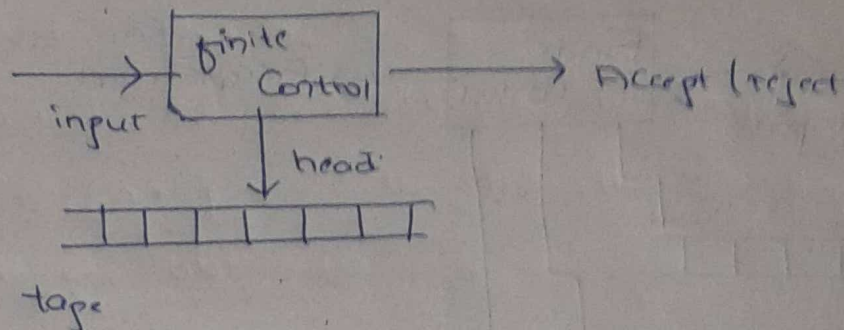 finite
Control
Accept (reject
input
head
tape